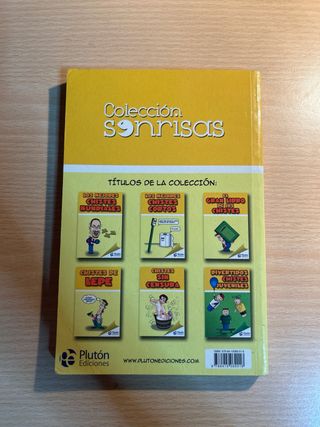 Colección
sonrisas
TÍTULOS DE LA COLECCIÓN:
LOS MEJORES
CHISTES
MUNDIALES
LOS MEJORES
CHISTES
CORTOS
EL
GRAN LIBRO
DE LOS
CHISTES
CHISTES DE
LEPE
CHISTES
SIN
CENSURA
DIVERTIDOS
CHISTES
JUVENILES
Plutón
Ediciones
WWW.PLUTONEDICIONES.COM